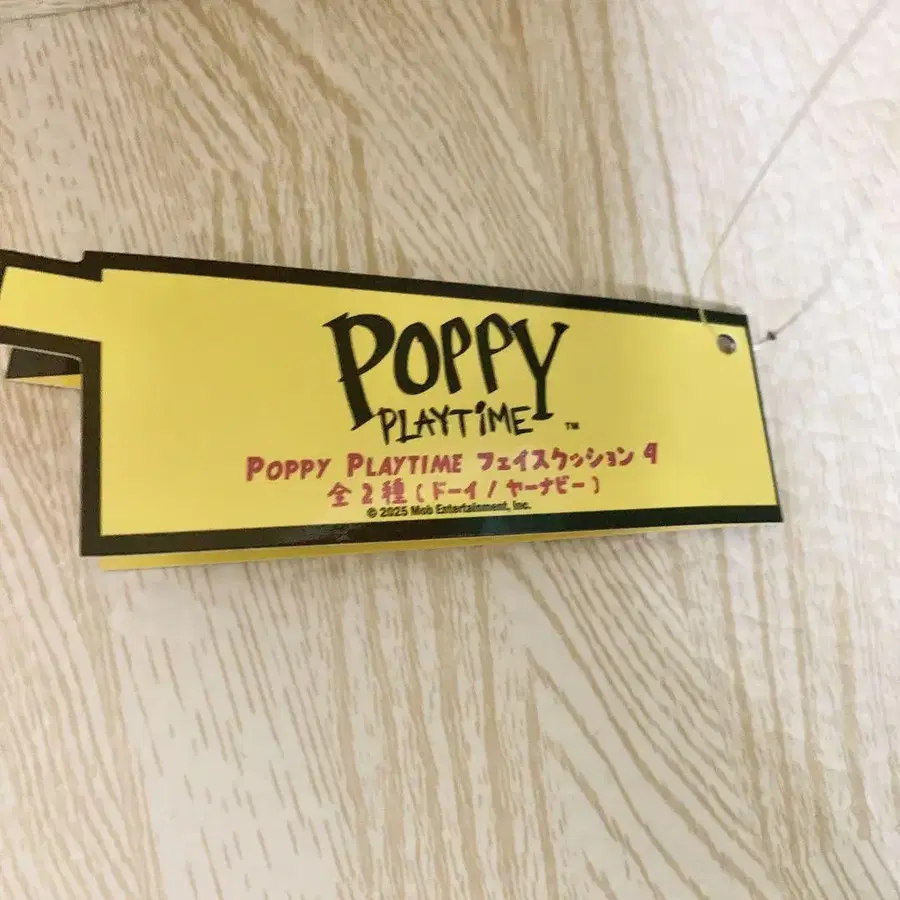 POPPY
PLAYTIME™
POPPY PLAYTIME フェイスクッション 4
全2種(ドーイ/ヤーナビー)
© 2025 Mob Entertainment, Inc.